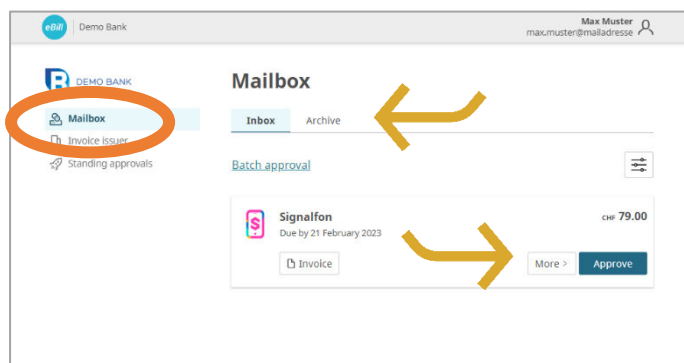 eBill Demo Bank
Max Muster
max.muster@mailadresse
DEMO BANK
Mailbox
Invoice issuer
Standing approvals
Mailbox
Inbox Archive
Batch approval
Signalfon
CHF 79.00
Due by 21 February 2023
Invoice
More >
Approve